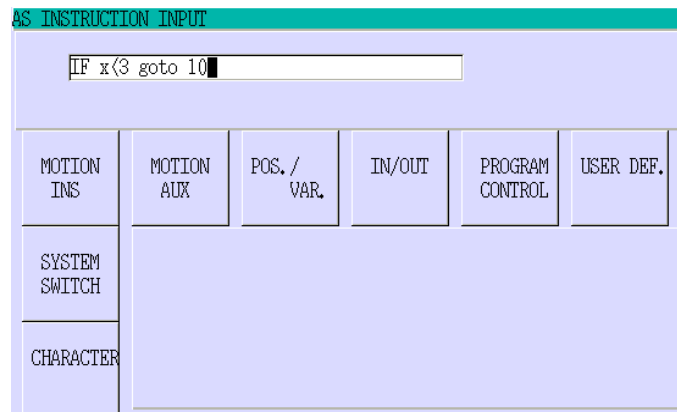 AS INSTRUCTION INPUT
IF x<3 goto 10
MOTION
INS
MOTION
AUX
POS./
VAR.
IN/OUT
PROGRAM
CONTROL
USER DEF.
SYSTEM
SWITCH
CHARACTER